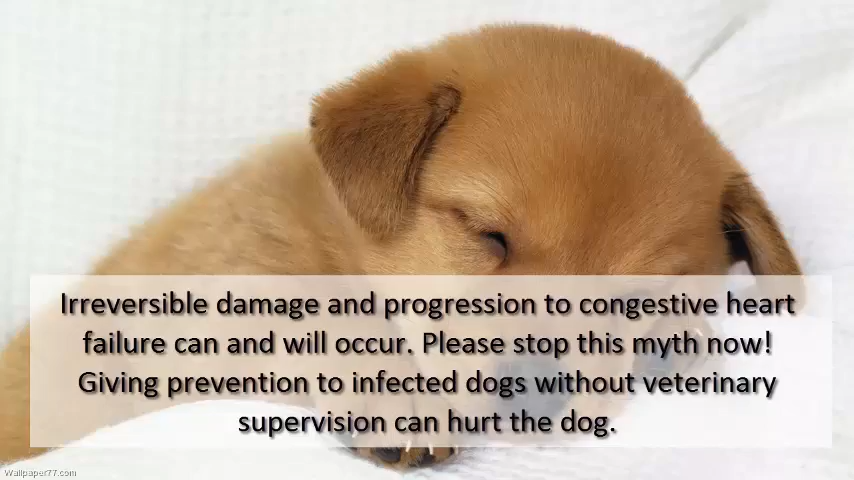 Irreversible damage and progression to congestive heart
failure can and will occur. Please stop this myth now!
Giving prevention to infected dogs without veterinary
supervision can hurt the dog.
Wallpaper77.com